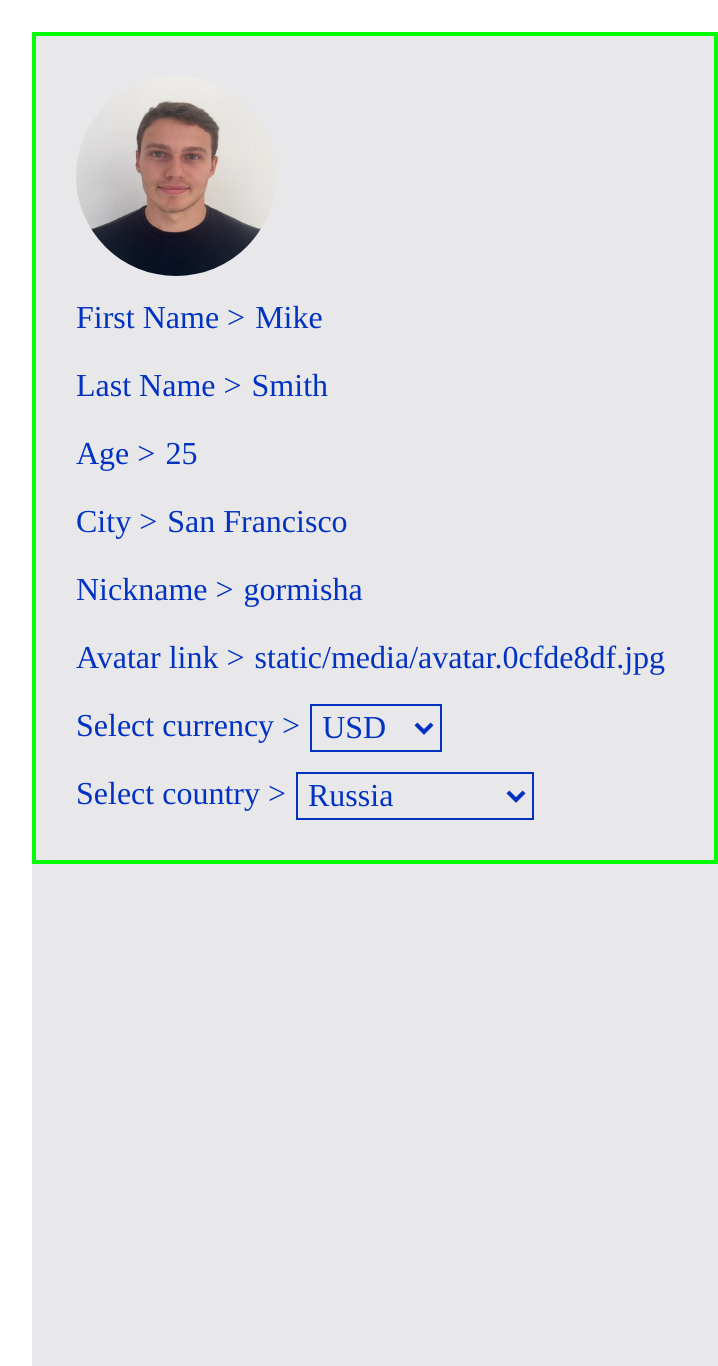 First Name > Mike
Last Name > Smith
Age > 25
City > San Francisco
Nickname > gormisha
Avatar link > static/media/avatar.0cfde8df.jpg
Select currency > USD
Select country > Russia